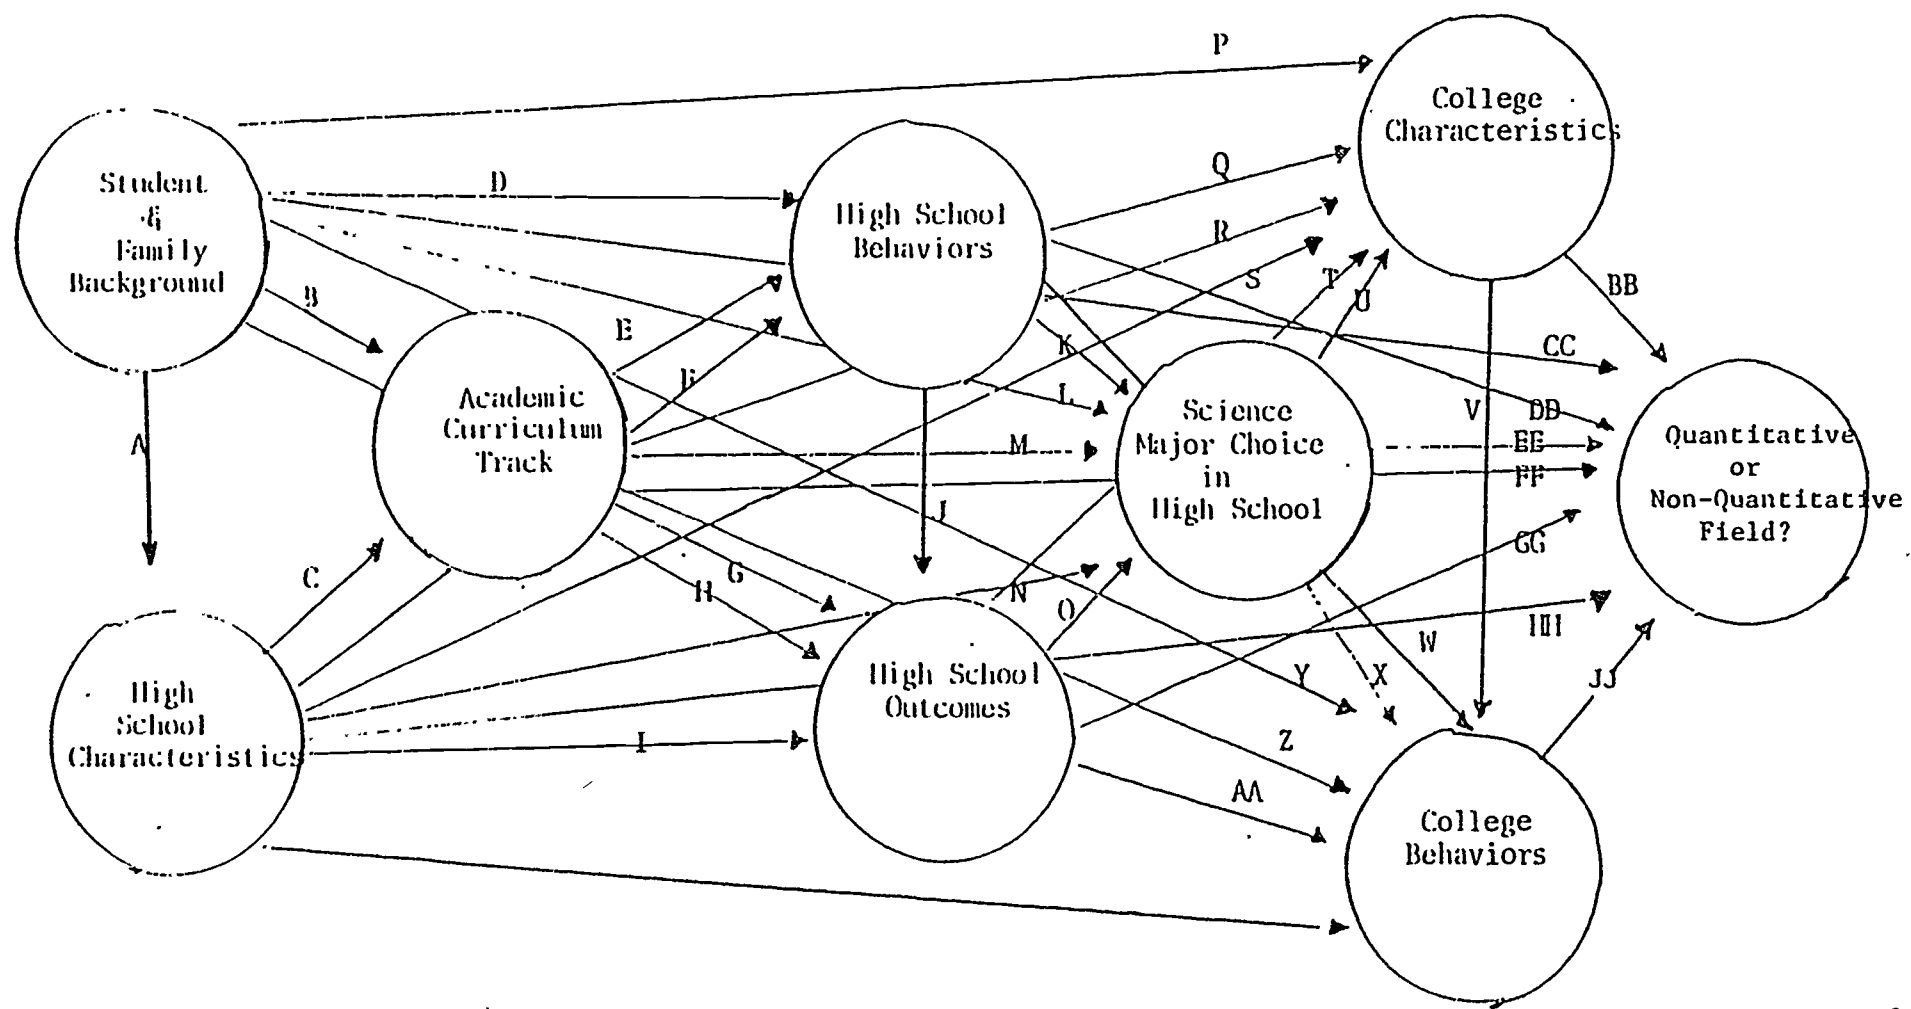 P
College
Characteristics
Student
&
Family
Background
D
High School
Behaviors
Q
R
S
T
U
BB
B
E
F
K
L
CC
A
Academic
Curriculum
Track
M
Science
Major Choice
in
High School
V
DD
EE
FF
Quantitative
or
Non-Quantitative
Field?
J
GG
C
G
H
N
O
HH
W
X
Y
JJ
High
School
Characteristics
High School
Outcomes
I
Z
AA
College
Behaviors